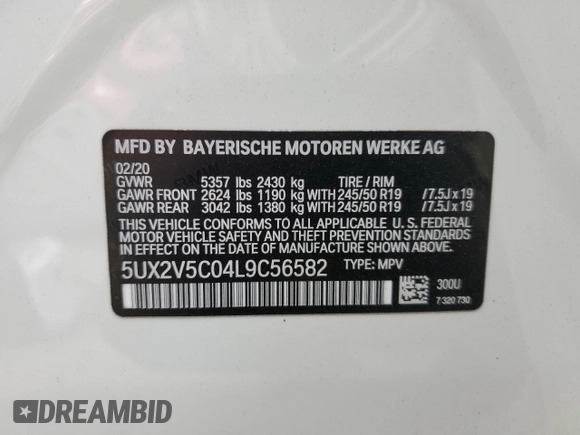 MFD BY BAYERISCHE MOTOREN WERKE AG
02/20
GVWR 5357 lbs 2430 kg TIRE / RIM
GAWR FRONT 2624 lbs 1190 kg WITH 245/50 R19 /7.5J x 19
GAWR REAR 3042 lbs 1380 kg WITH 245/50 R19 /7.5J x 19
THIS VEHICLE CONFORMS TO ALL APPLICABLE U. S. FEDERAL
MOTOR VEHICLE SAFETY AND THEFT PREVENTION STANDARDS
IN EFFECT ON THE DATE OF MANUFACTURE SHOWN ABOVE.
5UX2V5C04L9C56582 TYPE: MPV
300U
7 320 730
DREAMBID